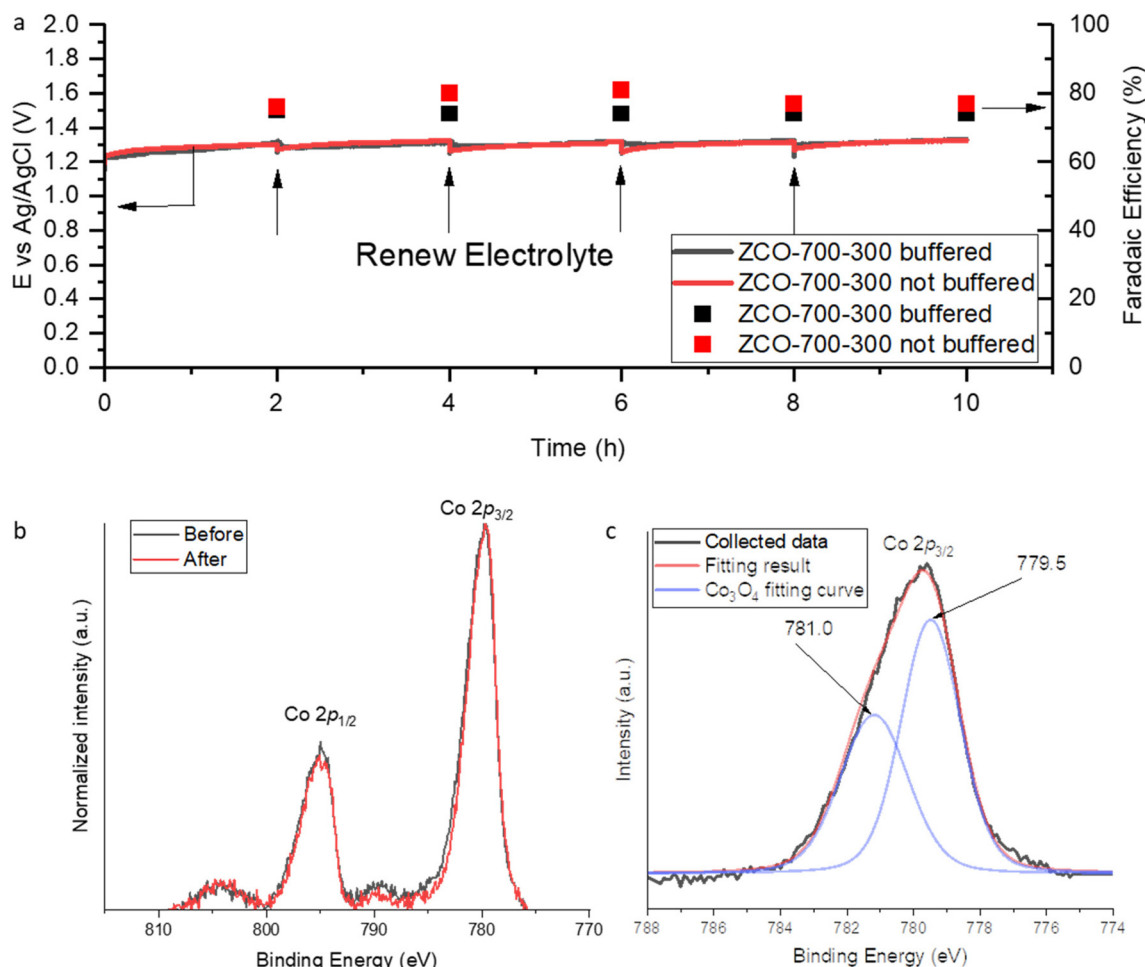 a
2.0
1.8
1.6
1.4
1.2
1.0
0.8
0.6
0.4
0.2
0.0
E vs Ag/AgCl (V)
100
80
60
40
20
0
Faradaic Efficiency (%)
Renew Electrolyte
ZCO-700-300 buffered
ZCO-700-300 not buffered
ZCO-700-300 buffered
ZCO-700-300 not buffered
0 2 4 6 8 10
Time (h)
b
Before
After
Co 2p3/2
Co 2p1/2
Normalized intensity (a.u.)
810 800 790 780 770
Binding Energy (eV)
c
Collected data
Fitting result
Co3O4 fitting curve
Co 2p3/2
779.5
781.0
Intensity (a.u.)
788 786 784 782 780 778 776 774
Binding Energy (eV)